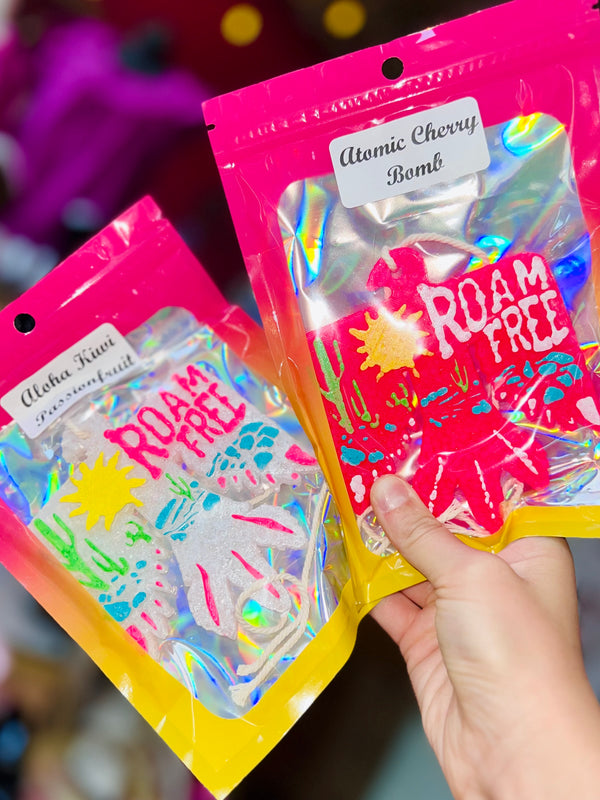 Atomic Cherry
Bomb
ROAM
FREE
Aloha Kiwi
Passionfruit
ROAM
FREE